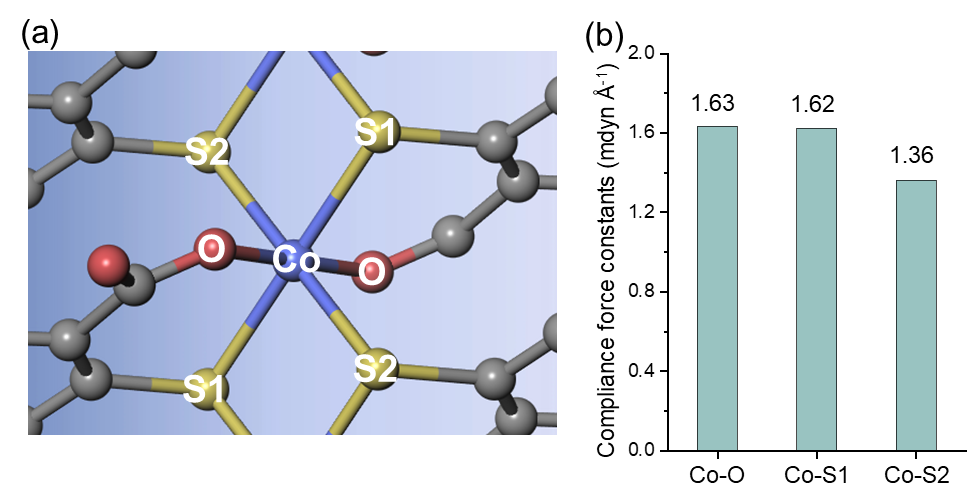 (a)
S2
S1
O
Co
O
S1
S2
(b)
Compliance force constants (mdyn Å⁻¹)
2.0
1.6
1.2
0.8
0.4
0.0
1.63
1.62
1.36
Co-O
Co-S1
Co-S2